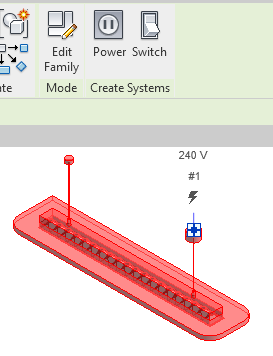 Edit
Family
Power
Switch
Mode
Create Systems
240 V
#1